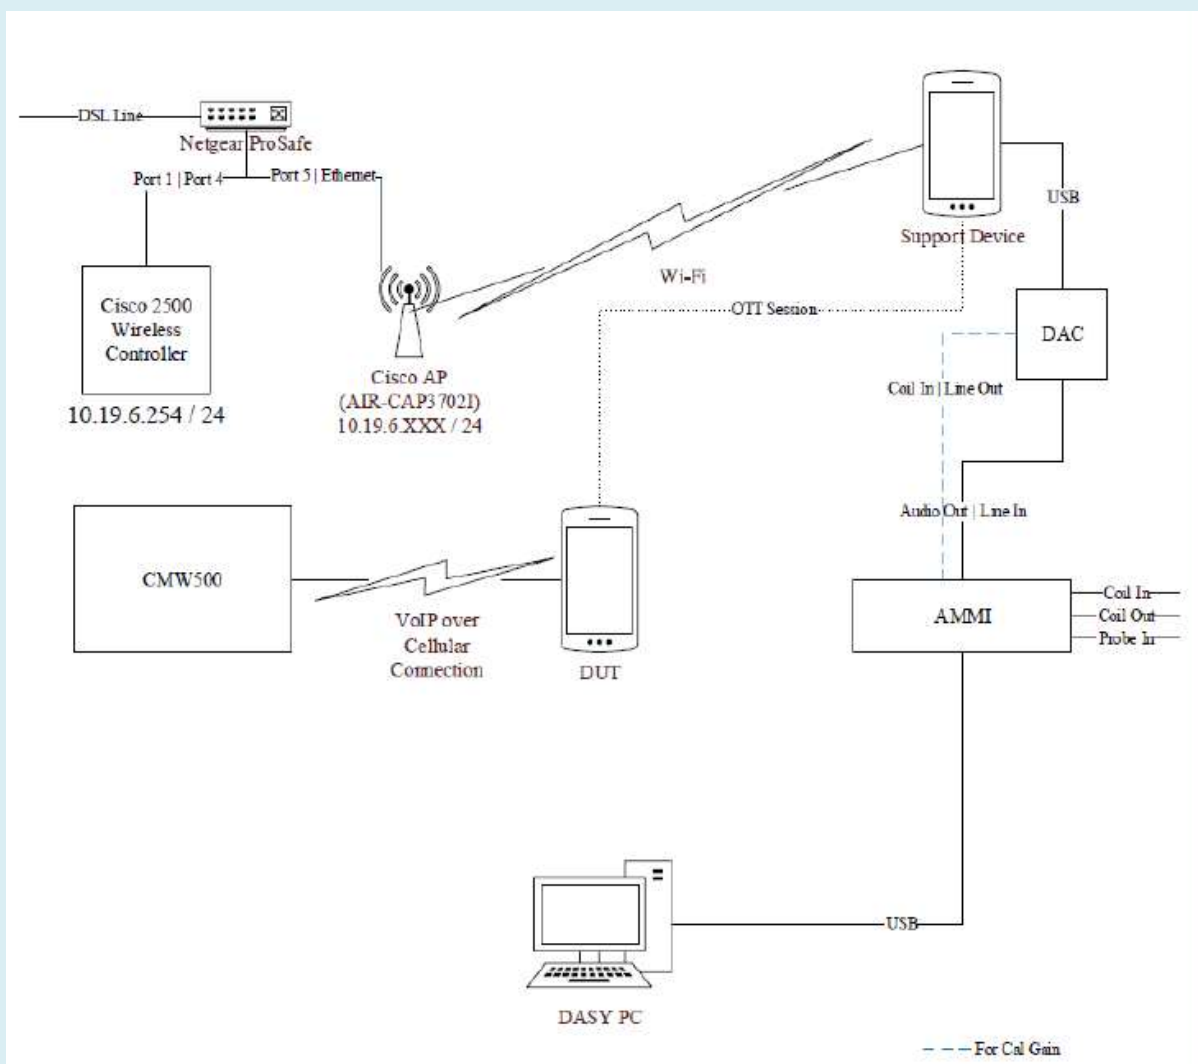 DSL Line
Netgear ProSafe
Port 1 | Port 4
Port 5 | Ethernet
Cisco 2500
Wireless
Controller
10.19.6.254 / 24
Cisco AP
(AIR-CAP3702I)
10.19.6.XXX / 24
Wi-Fi
Support Device
USB
OTT Session
DAC
Coil In | Line Out
Audio Out | Line In
CMW500
VoIP over
Cellular
Connection
DUT
AMMI
Coil In
Coil Out
Probe In
USB
DASY PC
For Cal Gain